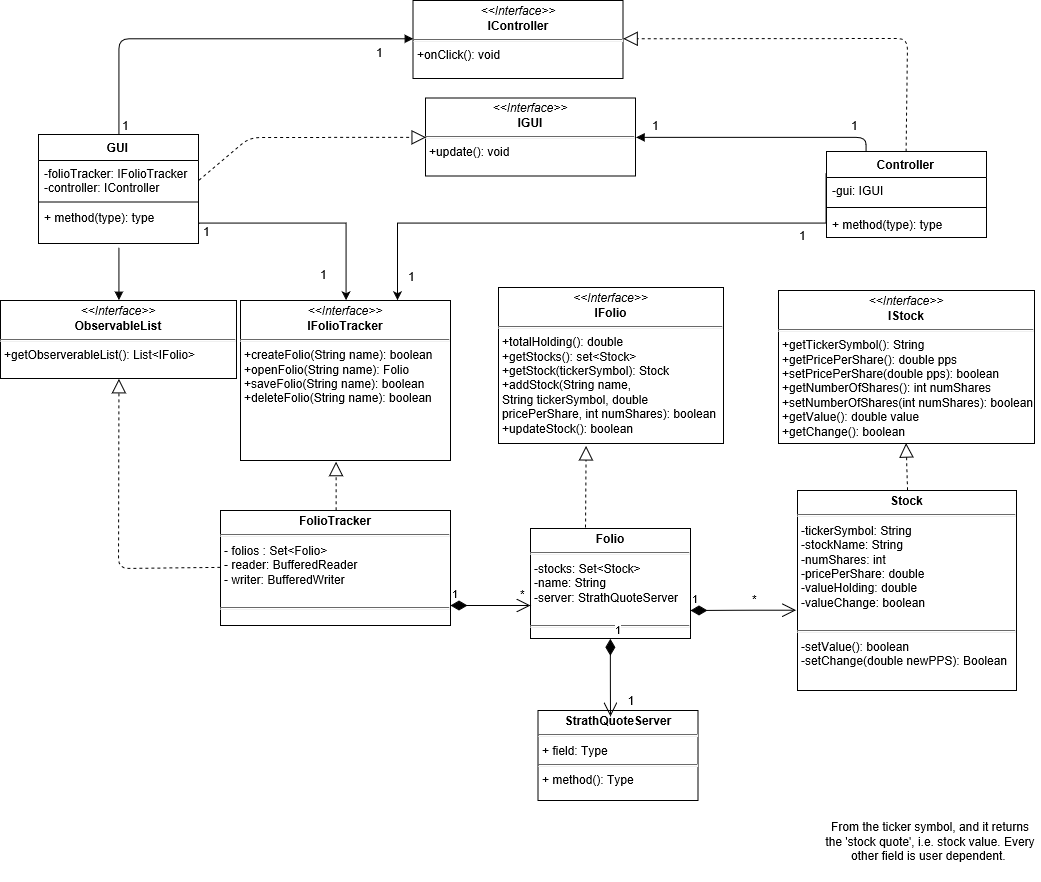 <<Interface>>
IController
+onClick(): void
1
1
<<Interface>>
IGUI
+update(): void
1
1
GUI
-folioTracker: IFolioTracker
-controller: IController
+ method(type): type
Controller
-gui: IGUI
+ method(type): type
1
1
1
1
<<Interface>>
ObservableList
+getObserverableList(): List<IFolio>
<<Interface>>
IFolioTracker
+createFolio(String name): boolean
+openFolio(String name): Folio
+saveFolio(String name): boolean
+deleteFolio(String name): boolean
<<Interface>>
IFolio
+totalHolding(): double
+getStocks(): set<Stock>
+getStock(tickerSymbol): Stock
+addStock(String name,
String tickerSymbol, double
pricePerShare, int numShares): boolean
+updateStock(): boolean
<<Interface>>
IStock
+getTickerSymbol(): String
+getPricePerShare(): double pps
+setPricePerShare(double pps): boolean
+getNumberOfShares(): int numShares
+setNumberOfShares(int numShares): boolean
+getValue(): double value
+getChange(): boolean
FolioTracker
- folios : Set<Folio>
- reader: BufferedReader
- writer: BufferedWriter
1
*
Folio
-stocks: Set<Stock>
-name: String
-server: StrathQuoteServer
1
1
*
Stock
-tickerSymbol: String
-stockName: String
-numShares: int
-pricePerShare: double
-valueHolding: double
-valueChange: boolean
-setValue(): boolean
-setChange(double newPPS): Boolean
1
StrathQuoteServer
+ field: Type
+ method(): Type
From the ticker symbol, and it returns
the 'stock quote', i.e. stock value. Every
other field is user dependent.